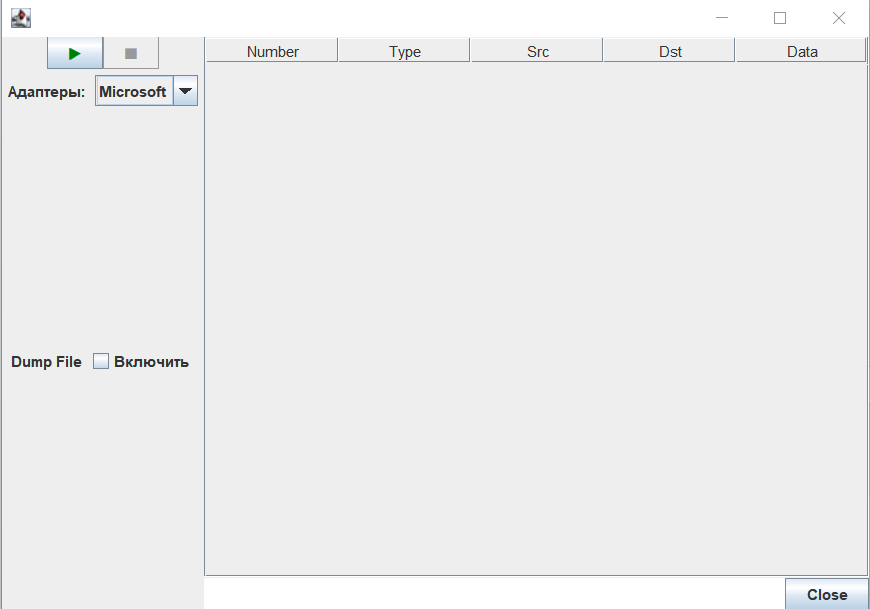 Number Type Src Dst Data
Адаптеры: Microsoft
Dump File Включить
Close